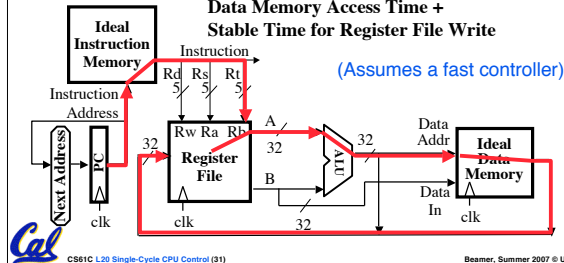 Data Memory Access Time +
Stable Time for Register File Write
(Assumes a fast controller)
Ideal
Instruction
Memory
Instruction
Rd Rs Rt
5 5 5
Instruction
Address
Next Address
PC
clk
32
Rw Ra Rb
Register
File
clk
A
32
B
32
ALU
32
Data
Addr
Data
In
Ideal
Data
Memory
clk
Cal
CS61C L20 Single-Cycle CPU Control (31)
Beamer, Summer 2007 ©